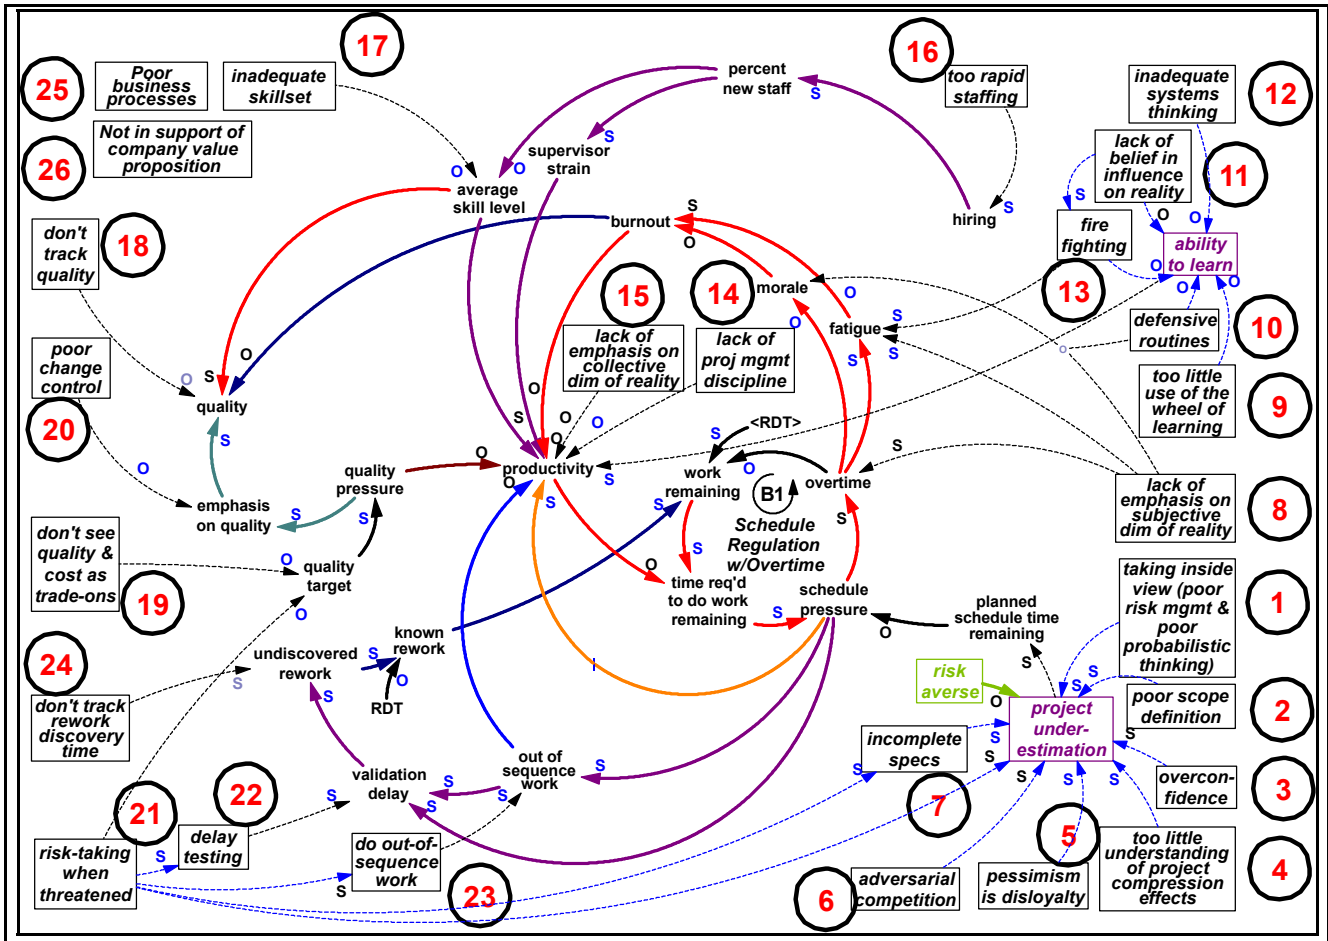 17
16
25
Poor
business
processes
inadequate
skillset
percent
new staff
S
too rapid
staffing
inadequate
systems
thinking
12
26
Not in support of
company value
proposition
S
supervisor
strain
O
O
average
skill level
lack of
belief in
influence
on reality
11
S
hiring
S
S
burnout
O
O
O
don't
track
quality
18
fire
fighting
ability
to learn
O
O
O
13
15
14
morale
O
O
fatigue
S
S
S
S
defensive
routines
10
o
lack of
emphasis on
collective
dim of reality
lack of
proj mgmt
discipline
poor
change
control
20
O
S
O
quality
S
O
S
O
O
O
O
too little
use of the
wheel of
learning
9
<RDT>
S
O
quality
pressure
O
productivity
O
S
S
work
remaining
S
B1
overtime
S
S
Schedule
Regulation
w/Overtime
O
emphasis
on quality
S
S
lack of
emphasis on
subjective
dim of reality
8
don't see
quality &
cost as
trade-ons
19
O
quality
target
O
S
O
time req'd
to do work
remaining
S
schedule
pressure
O
planned
schedule time
remaining
S
taking inside
view (poor
risk mgmt &
poor
probabilistic
thinking)
1
24
undiscovered
rework
S
S
S
known
rework
O
RDT
don't track
rework
discovery
time
risk
averse
O
project
under-
estimation
S
S
S
S
S
S
S
S
poor scope
definition
2
incomplete
specs
S
7
overcon-
fidence
3
out of
sequence
work
S
S
S
validation
delay
S
S
21
22
delay
testing
S
risk-taking
when
threatened
do out-of-
sequence
work
S
23
5
6
adversarial
competition
pessimism
is disloyalty
too little
understanding
of project
compression
effects
4